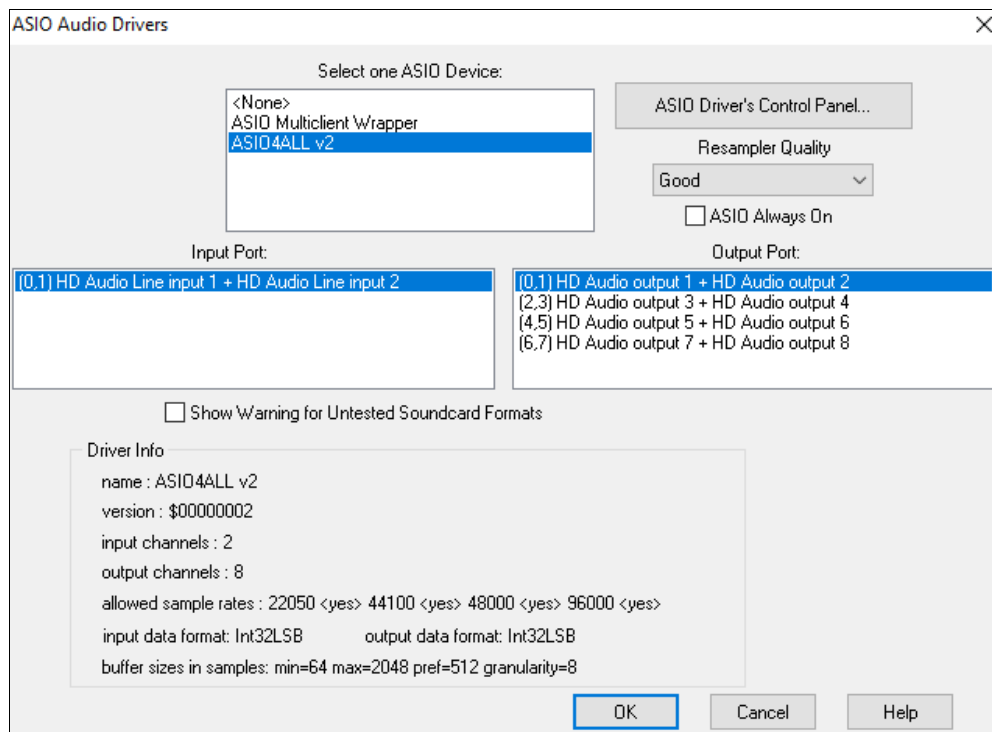 ASIO Audio Drivers
Select one ASIO Device:
<None>
ASIO Multiclient Wrapper
ASIO4ALL v2
ASIO Driver's Control Panel...
Resampler Quality
Good
ASIO Always On
Input Port:
(0,1) HD Audio Line input 1 + HD Audio Line input 2
Output Port:
(0,1) HD Audio output 1 + HD Audio output 2
(2,3) HD Audio output 3 + HD Audio output 4
(4,5) HD Audio output 5 + HD Audio output 6
(6,7) HD Audio output 7 + HD Audio output 8
Show Warning for Untested Soundcard Formats
Driver Info
name : ASIO4ALL v2
version : $00000002
input channels : 2
output channels : 8
allowed sample rates : 22050 <yes> 44100 <yes> 48000 <yes> 96000 <yes>
input data format: Int32LSB output data format: Int32LSB
buffer sizes in samples: min=64 max=2048 pref=512 granularity=8
OK
Cancel
Help